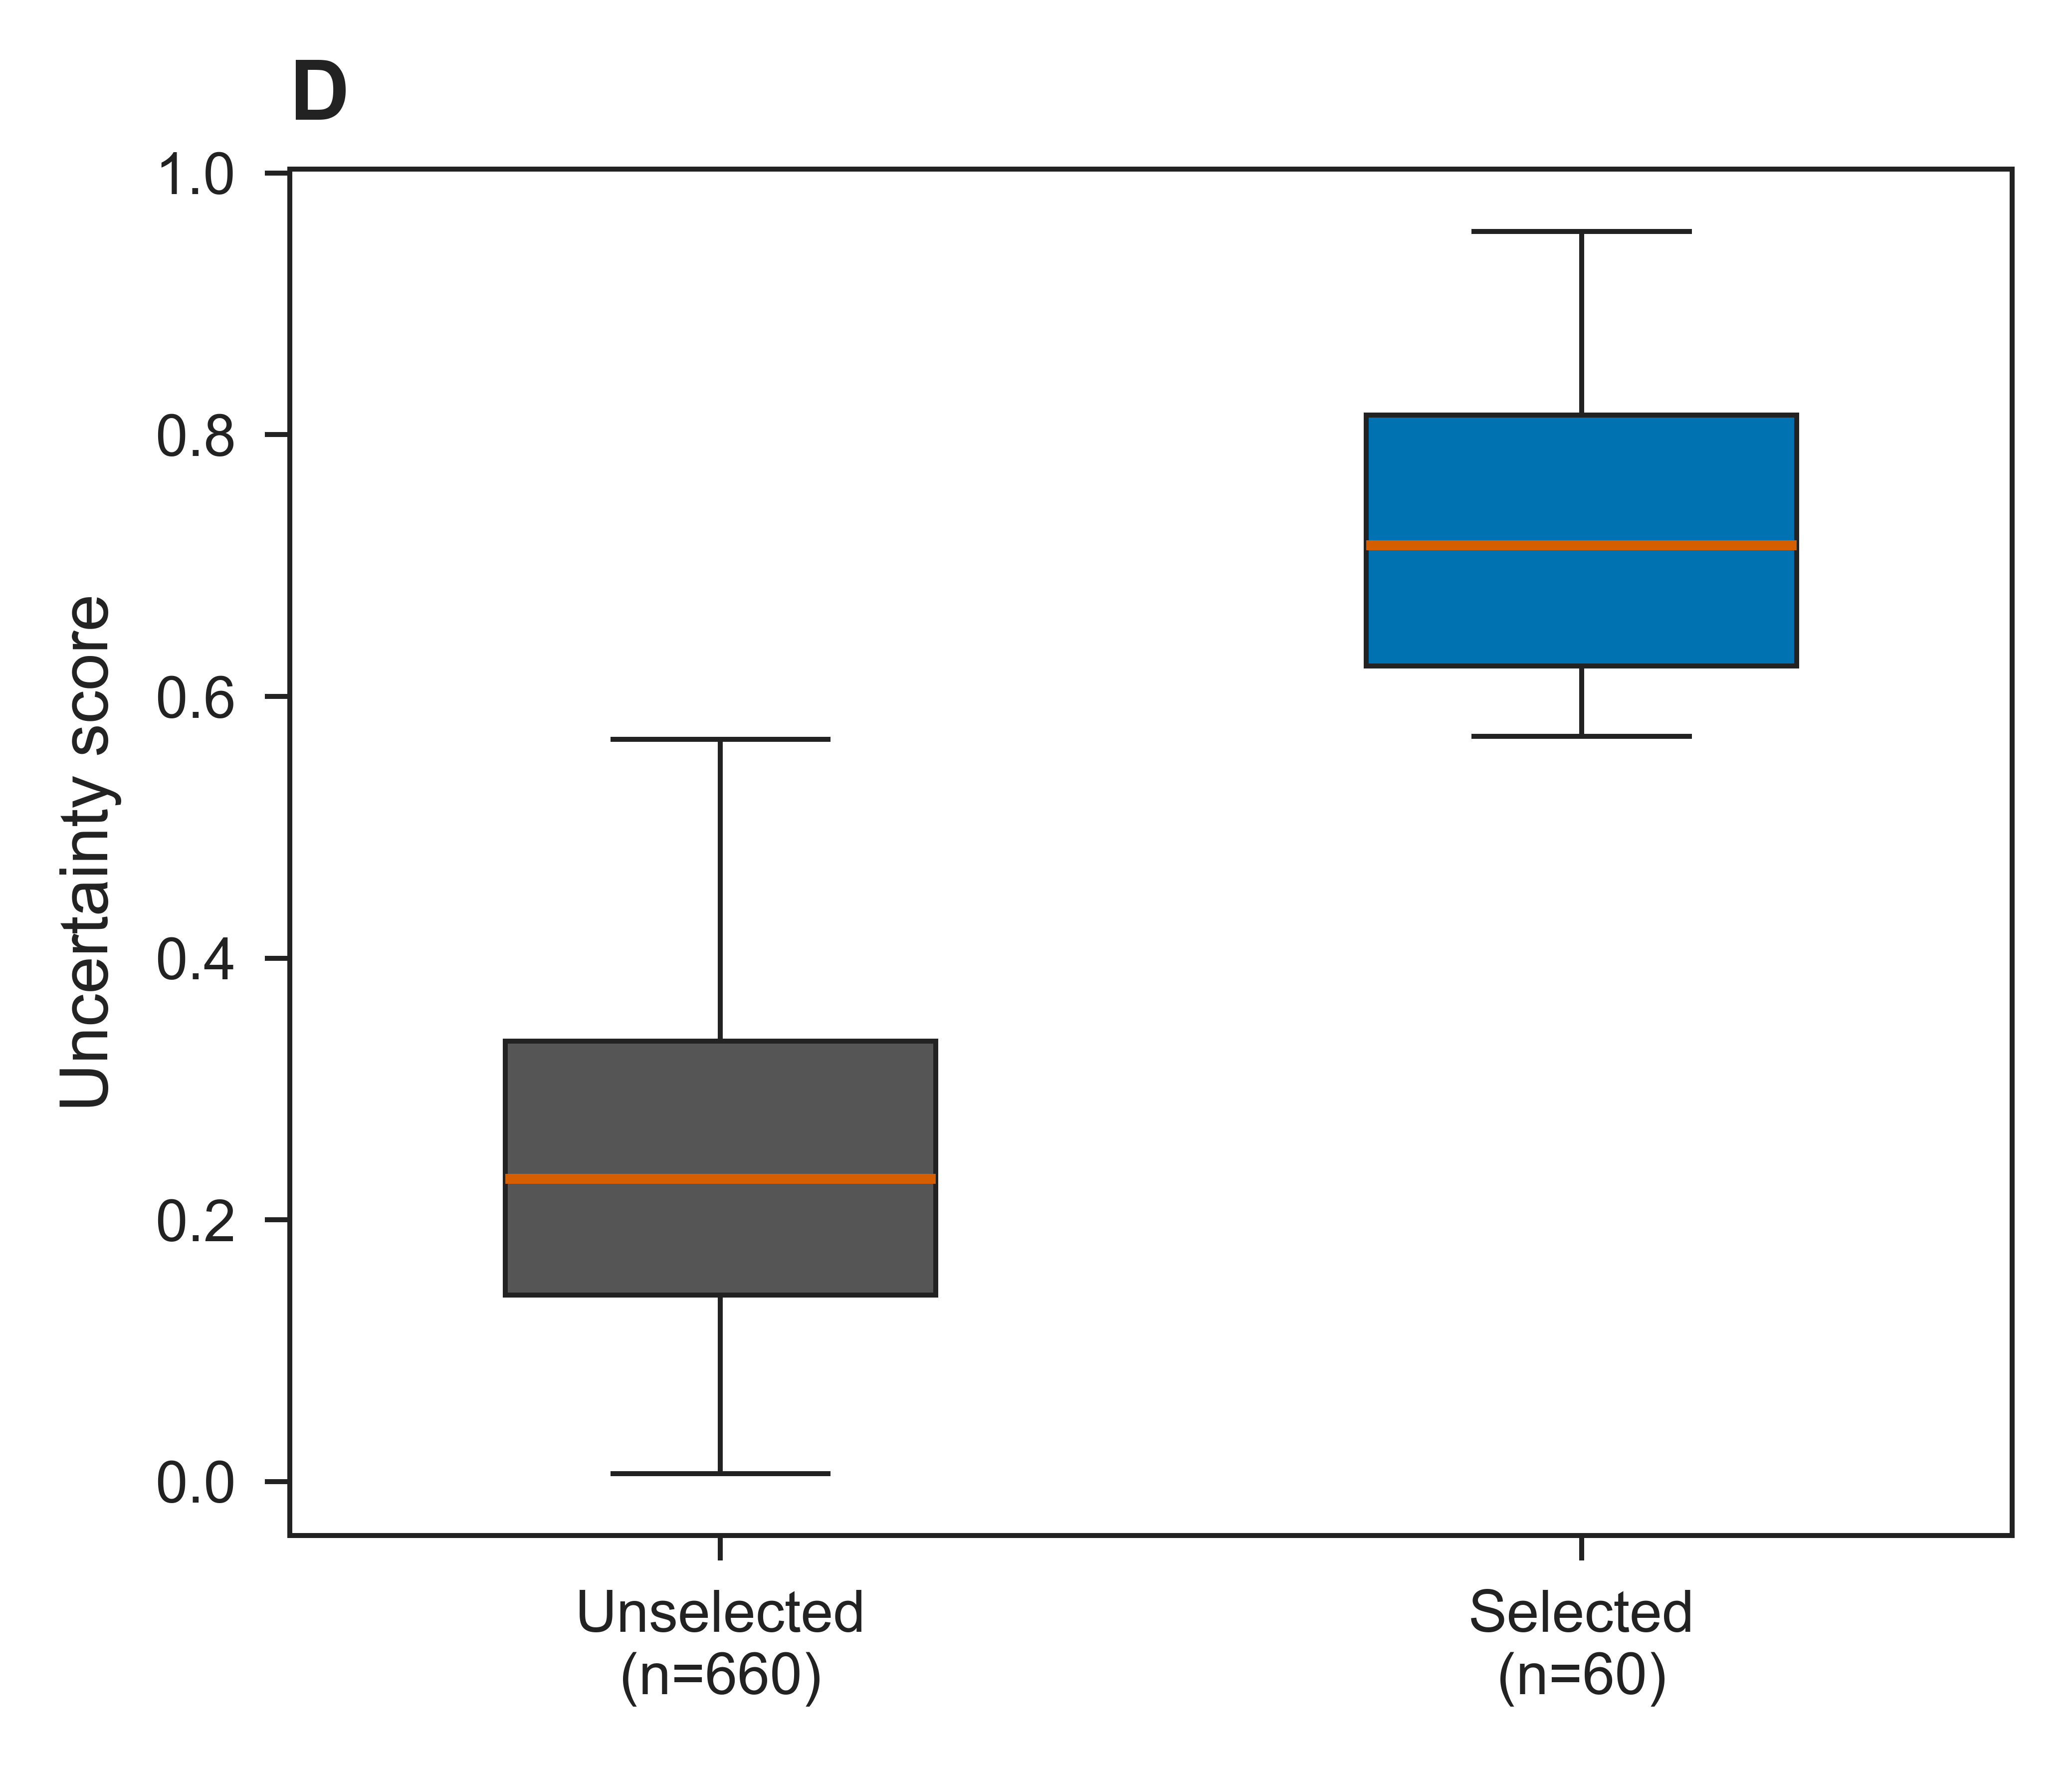 D
1.0
0.8
0.6
0.4
0.2
0.0
Uncertainty score
Unselected
(n=660)
Selected
(n=60)